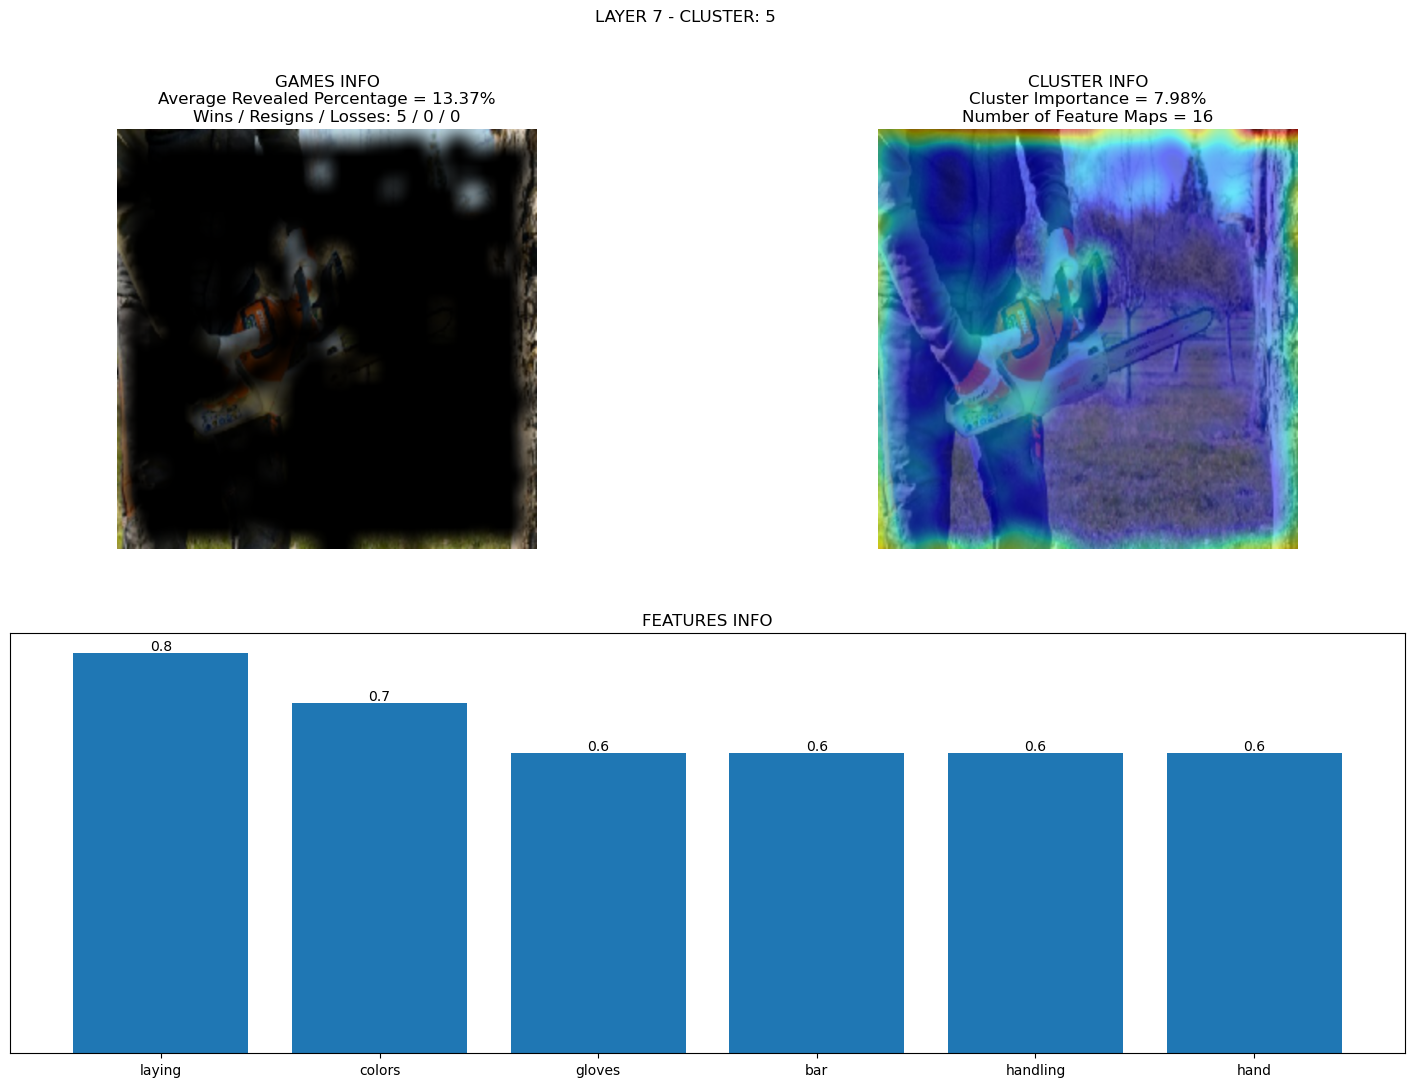 LAYER 7 - CLUSTER: 5
GAMES INFO
Average Revealed Percentage = 13.37%
Wins / Resigns / Losses: 5 / 0 / 0
CLUSTER INFO
Cluster Importance = 7.98%
Number of Feature Maps = 16
FEATURES INFO
0.8
0.7
0.6
0.6
0.6
0.6
laying
colors
gloves
bar
handling
hand